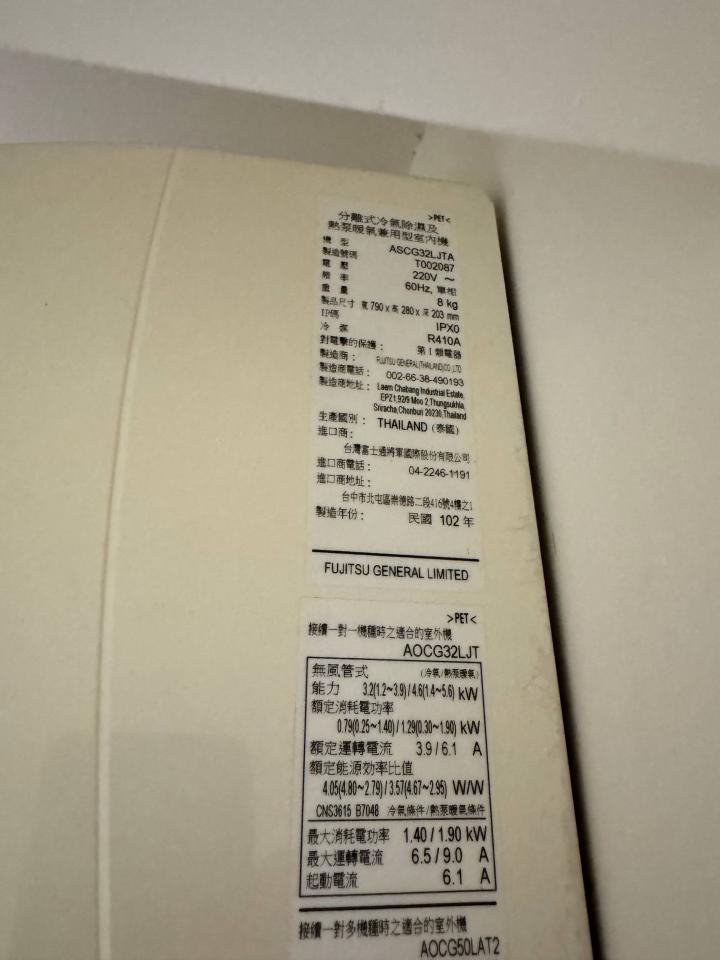 >PET<
分離式冷氣除濕及
熱泵暖氣兼用型室內機
機型 ASCG32LJTA
製造號碼 T002087
電壓 220V ～
頻率 60Hz, 單相
重量 8 kg
製品尺寸 寬 790 x 高 280 x 深 203 mm
IP碼 IPX0
冷媒 R410A
對電擊的保護： 第 I 類電器
製造商： FUJITSU GENERAL(THAILAND)CO.,LTD
製造商電話： 002-66-38-490193
製造商地址： Laem Chabang Industrial Estate,
EPZ1,92/9 Moo 2,Thungsukhla,
Sriracha,Chonburi 20230,Thailand
生產國別： THAILAND (泰國)
進口商：
台灣富士通將軍國際股份有限公司
進口商電話： 04-2246-1191
進口商地址：
台中市北屯區崇德路二段416號4樓之1
製造年份： 民國 102 年
FUJITSU GENERAL LIMITED
>PET<
接續一對一機種時之適合的室外機
AOCG32LJT
無風管式 (冷氣/熱泵暖氣)
能力 3.2(1.2~3.9)/4.6(1.4~5.6) kW
額定消耗電功率
0.79(0.25~1.40)/1.29(0.30~1.90) kW
額定運轉電流 3.9/6.1 A
額定能源效率比值
4.05(4.80~2.79)/3.57(4.67~2.95) W/W
CNS3615 B7048 冷氣條件/熱泵暖氣條件
最大消耗電功率 1.40/1.90 kW
最大運轉電流 6.5/9.0 A
起動電流 6.1 A
接續一對多機種時之適合的室外機
AOCG50LAT2